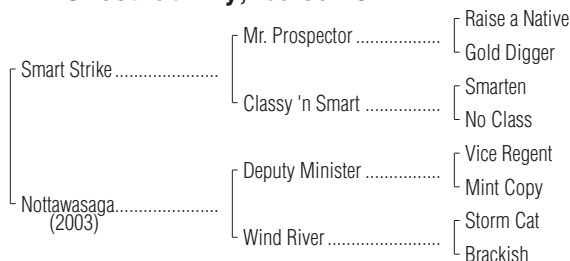 Raise a Native
Mr. Prospector ..................
Gold Digger
Smart Strike ......................
Smarten
Classy 'n Smart ................
No Class
Vice Regent
Deputy Minister ................
Mint Copy
Nottawasaga......................
(2003)
Storm Cat
Wind River ........................
Brackish